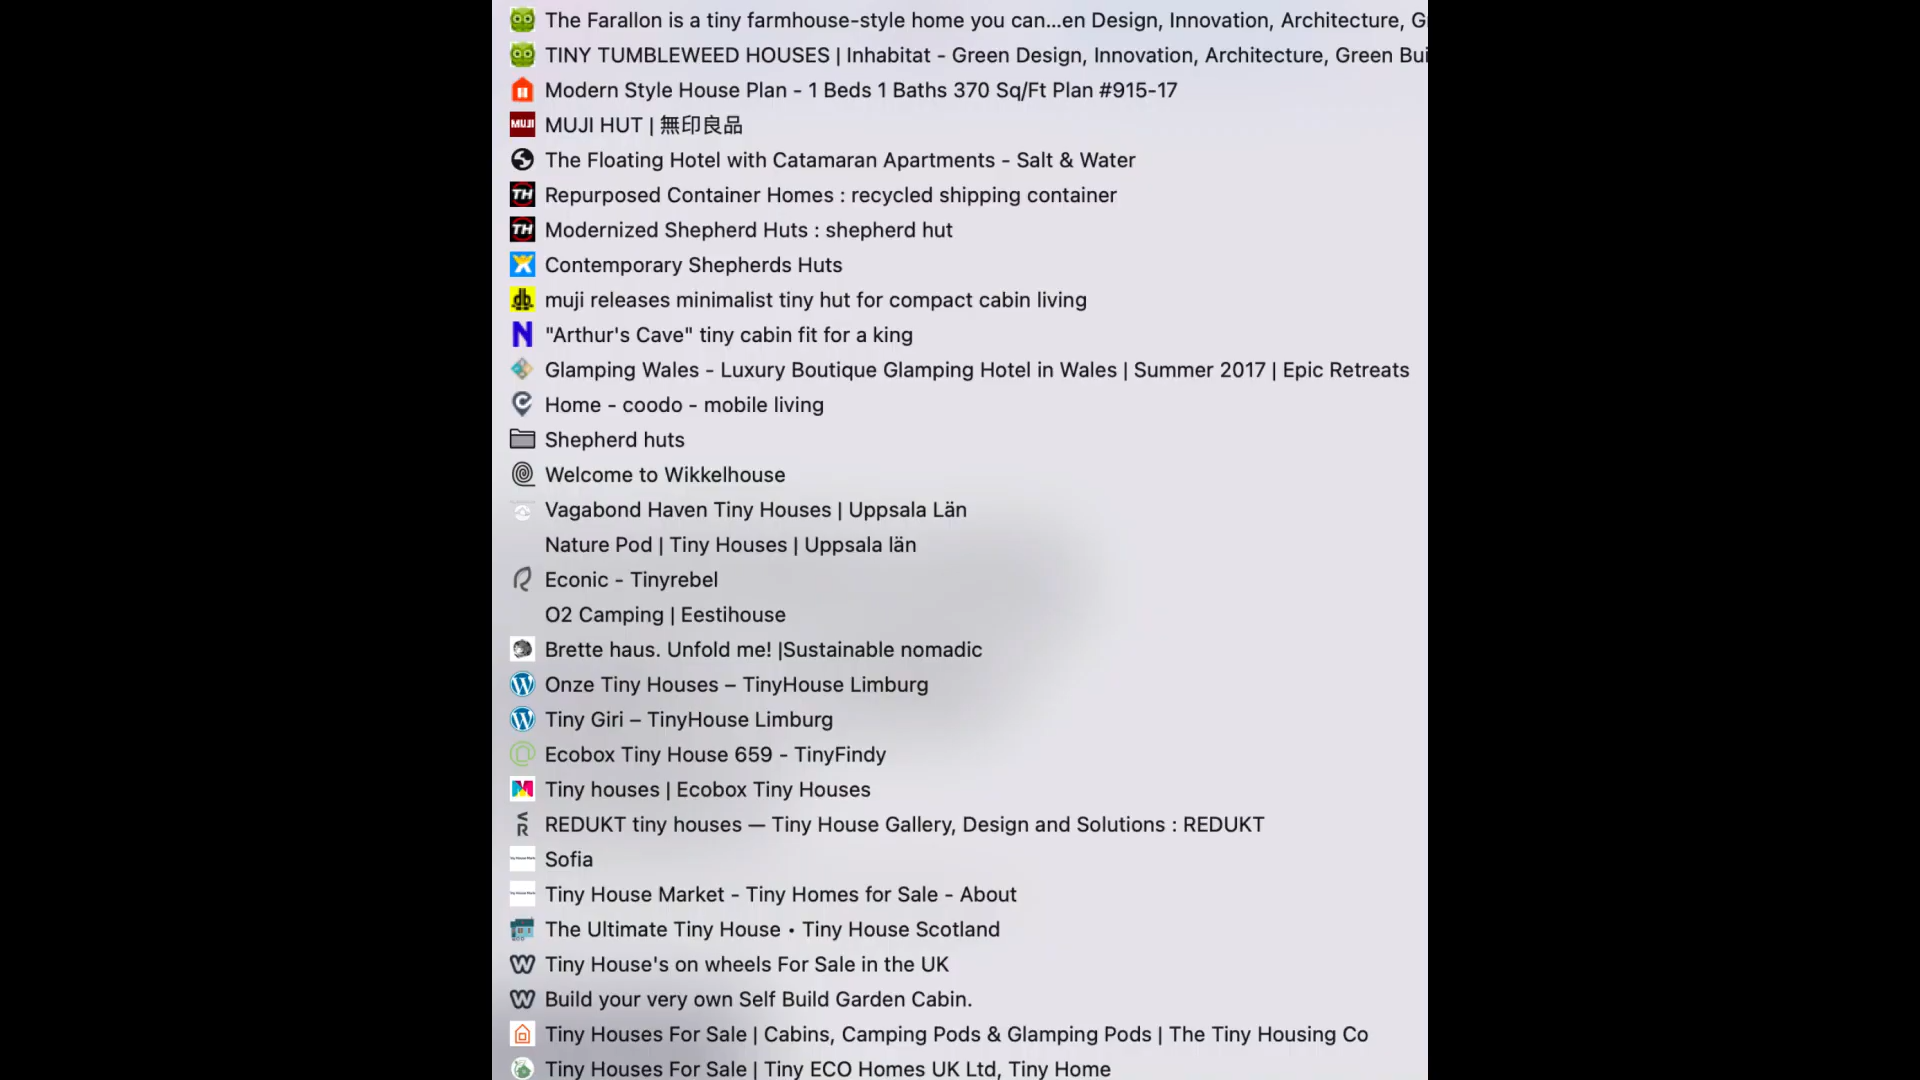 The Farallon is a tiny farmhouse-style home you can...en Design, Innovation, Architecture, G
TINY TUMBLEWEED HOUSES | Inhabitat - Green Design, Innovation, Architecture, Green Bui
Modern Style House Plan - 1 Beds 1 Baths 370 Sq/Ft Plan #915-17
MUJI MUJI HUT | 無印良品
The Floating Hotel with Catamaran Apartments - Salt & Water
TH Repurposed Container Homes : recycled shipping container
TH Modernized Shepherd Huts : shepherd hut
Contemporary Shepherds Huts
db muji releases minimalist tiny hut for compact cabin living
N "Arthur's Cave" tiny cabin fit for a king
Glamping Wales - Luxury Boutique Glamping Hotel in Wales | Summer 2017 | Epic Retreats
Home - coodo - mobile living
Shepherd huts
Welcome to Wikkelhouse
Vagabond Haven Tiny Houses | Uppsala Län
Nature Pod | Tiny Houses | Uppsala län
Econic - Tinyrebel
O2 Camping | Eestihouse
Brette haus. Unfold me! |Sustainable nomadic
Onze Tiny Houses – TinyHouse Limburg
Tiny Giri – TinyHouse Limburg
Ecobox Tiny House 659 - TinyFindy
Tiny houses | Ecobox Tiny Houses
REDUKT tiny houses — Tiny House Gallery, Design and Solutions : REDUKT
Sofia
Tiny House Market - Tiny Homes for Sale - About
The Ultimate Tiny House • Tiny House Scotland
Tiny House's on wheels For Sale in the UK
Build your very own Self Build Garden Cabin.
Tiny Houses For Sale | Cabins, Camping Pods & Glamping Pods | The Tiny Housing Co
Tiny Houses For Sale | Tiny ECO Homes UK Ltd, Tiny Home